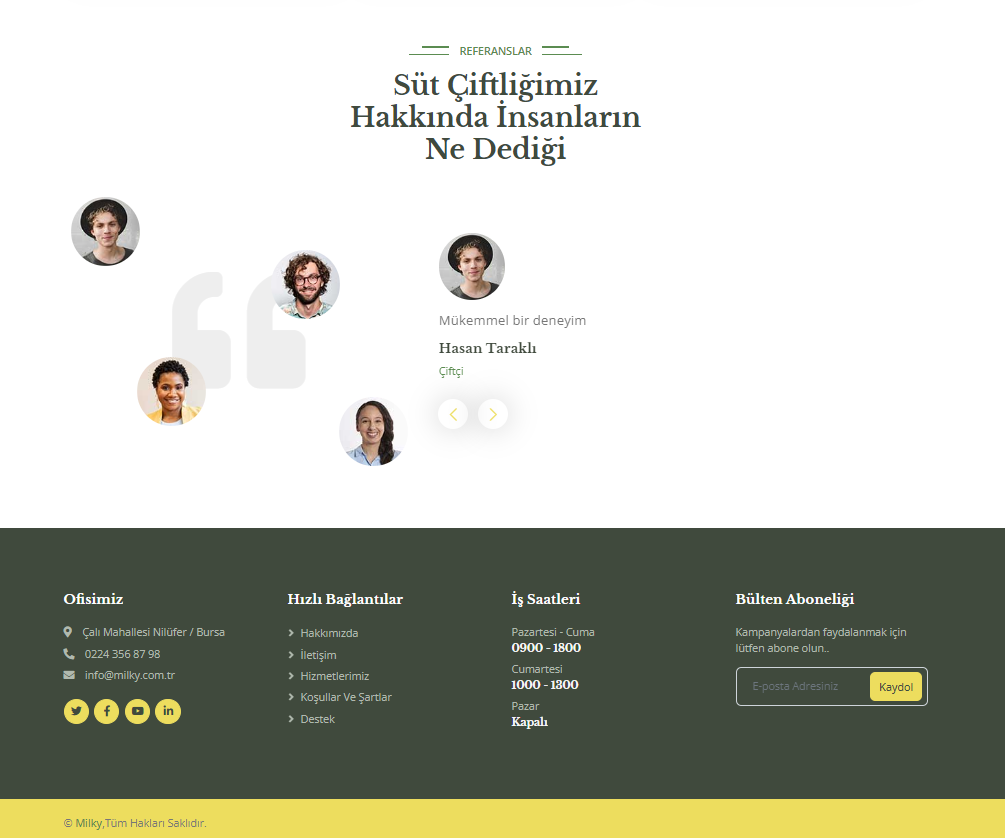 REFERANSLAR
Süt Çiftliğimiz
Hakkında İnsanların
Ne Dediği
Mükemmel bir deneyim
Hasan Taraklı
Çiftçi
Ofisimiz
Çalı Mahallesi Nilüfer / Bursa
0224 356 87 98
info@milky.com.tr
Hızlı Bağlantılar
Hakkımızda
İletişim
Hizmetlerimiz
Koşullar Ve Şartlar
Destek
İş Saatleri
Pazartesi - Cuma
0900 - 1800
Cumartesi
1000 - 1300
Pazar
Kapalı
Bülten Aboneliği
Kampanyalardan faydalanmak için
lütfen abone olun..
E-posta Adresiniz
Kaydol
© Milky,Tüm Hakları Saklıdır.